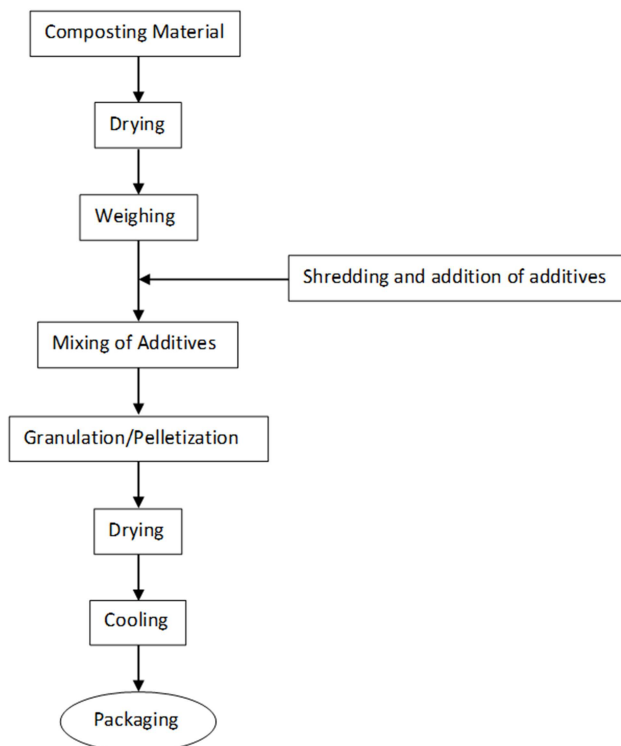 Composting Material
Drying
Weighing
Shredding and addition of additives
Mixing of Additives
Granulation/Pelletization
Drying
Cooling
Packaging